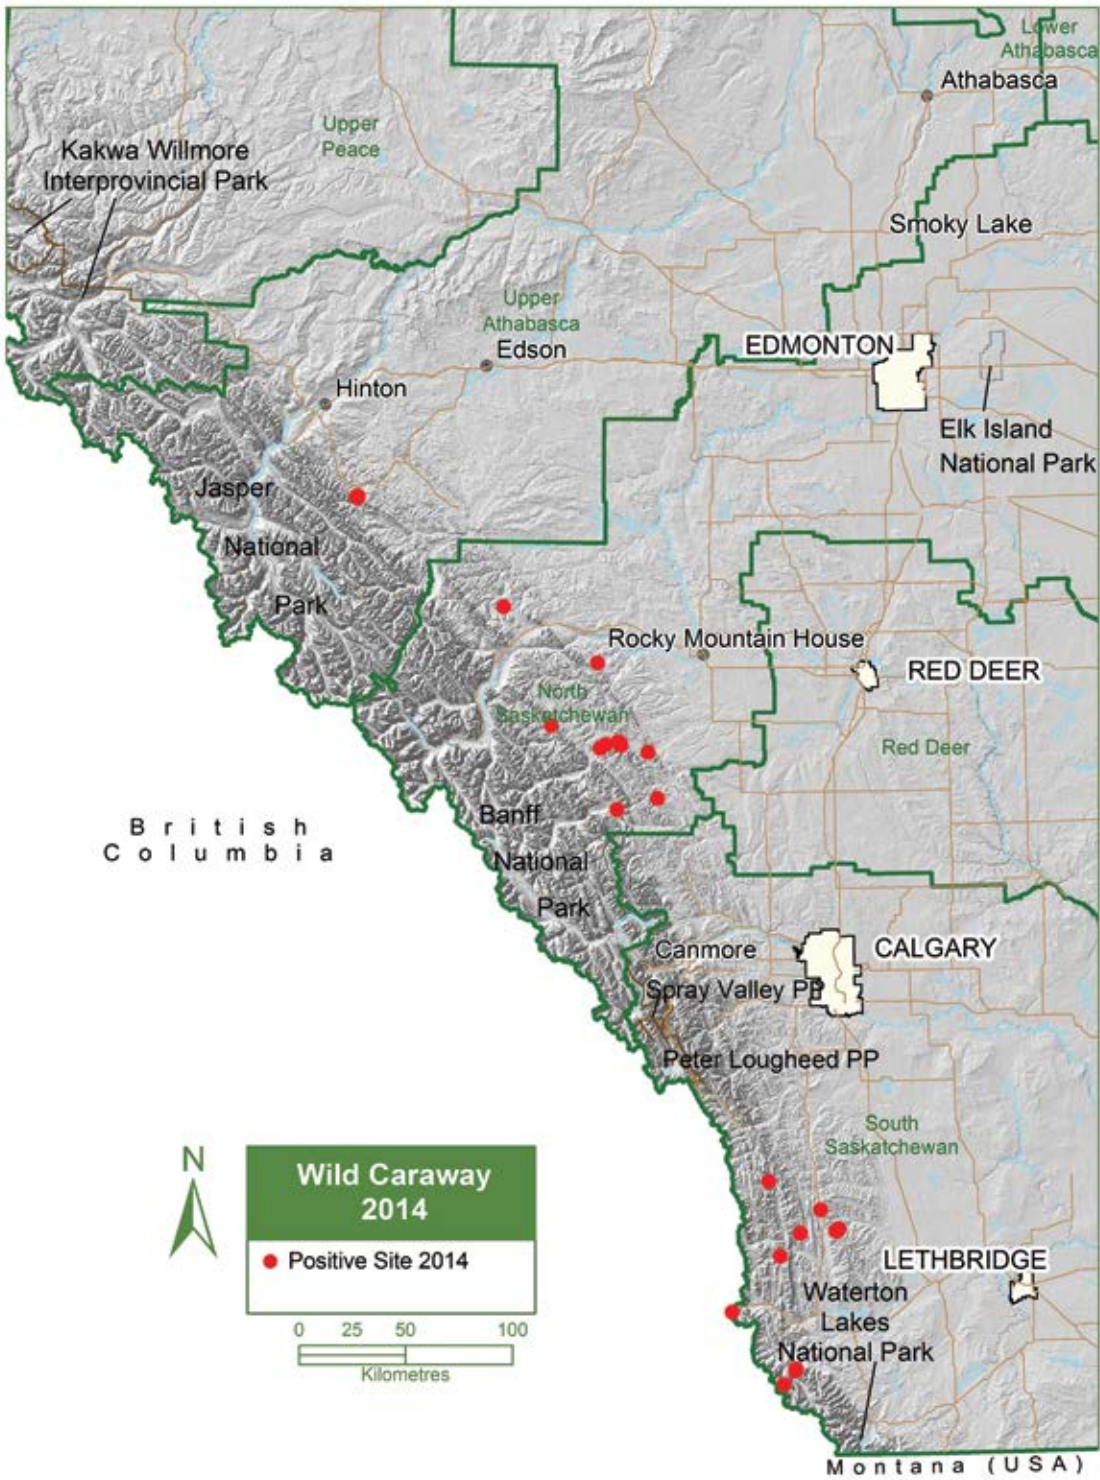 Lower
Athabasca
Athabasca
Upper
Peace
Kakwa Willmore
Interprovincial Park
Smoky Lake
Upper
Athabasca
Edson
EDMONTON
Hinton
Elk Island
National Park
Jasper
National
Park
Rocky Mountain House
RED DEER
North
Saskatchewan
Red Deer
Banff
National
Park
British
Columbia
Canmore
CALGARY
Spray Valley PP
Peter Lougheed PP
South
Saskatchewan
N
Wild Caraway
2014
Positive Site 2014
LETHBRIDGE
Waterton
Lakes
National Park
0 25 50 100
Kilometres
Montana (USA)